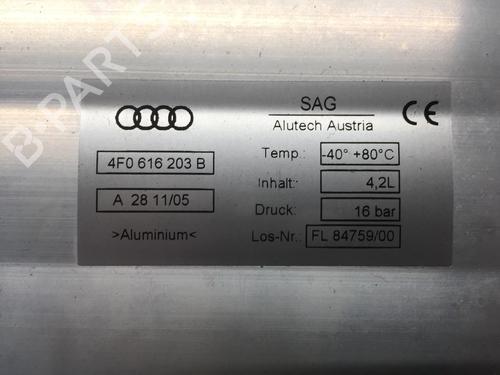 B-PARTS
SAG
Alutech Austria
CE
4F0 616 203 B
A 28 11/05
>Aluminium<
Temp.: -40° +80°C
Inhalt: 4,2L
Druck: 16 bar
Los-Nr.: FL 84759/00